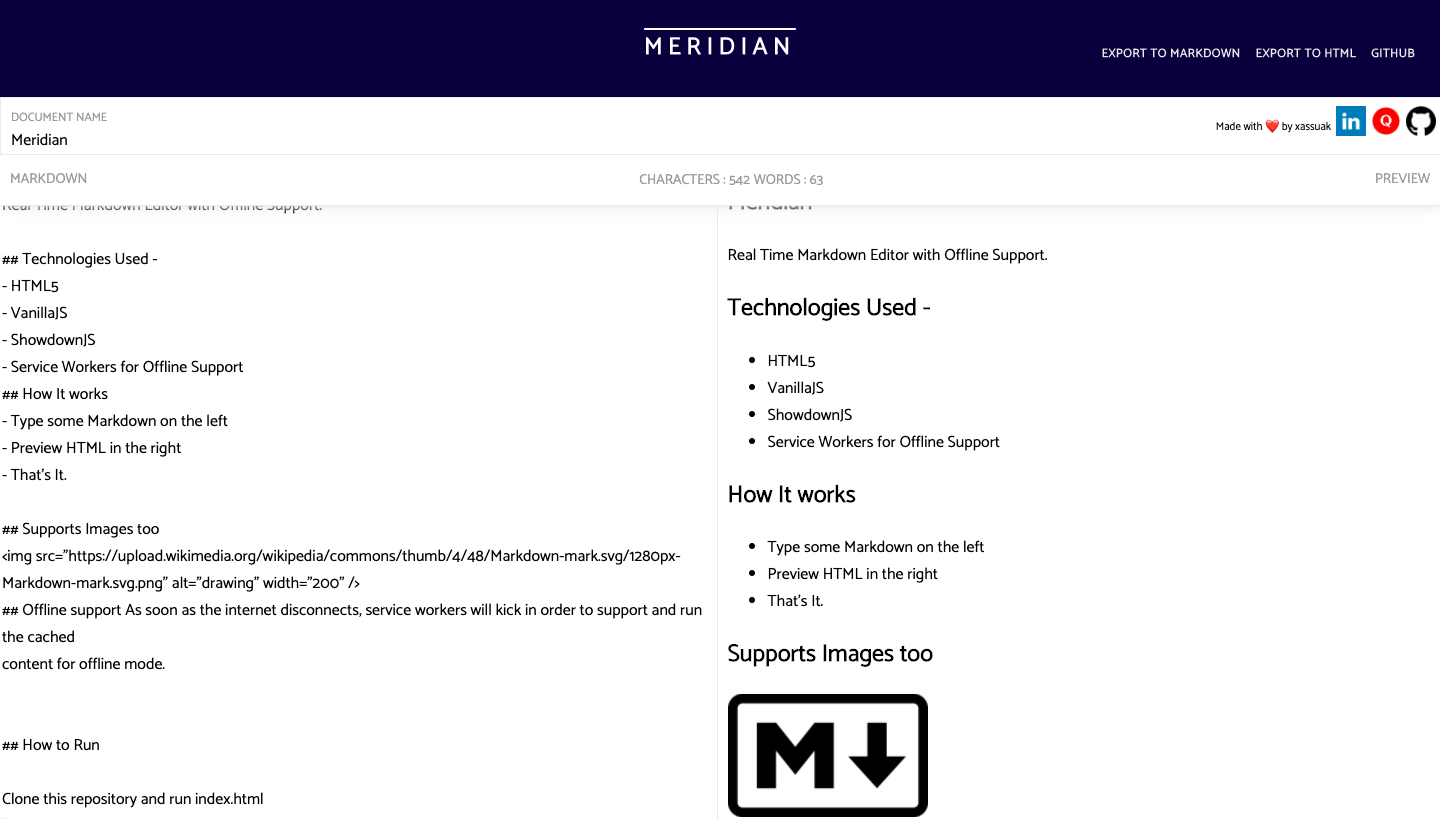 MERIDIAN
EXPORT TO MARKDOWN EXPORT TO HTML GITHUB
DOCUMENT NAME
Meridian
Made with ❤️ by xassuak
MARKDOWN
CHARACTERS : 542 WORDS : 63
PREVIEW
Real Time Markdown Editor with Offline Support.
## Technologies Used -
- HTML5
- VanillaJS
- ShowdownJS
- Service Workers for Offline Support
## How It works
- Type some Markdown on the left
- Preview HTML in the right
- That's It.
## Supports Images too
<img src="https://upload.wikimedia.org/wikipedia/commons/thumb/4/48/Markdown-mark.svg/1280px-
Markdown-mark.svg.png" alt="drawing" width="200" />
## Offline support As soon as the internet disconnects, service workers will kick in order to support and run
the cached
content for offline mode.
## How to Run
Clone this repository and run index.html
Meridian
Real Time Markdown Editor with Offline Support.
Technologies Used -
HTML5
VanillaJS
ShowdownJS
Service Workers for Offline Support
How It works
Type some Markdown on the left
Preview HTML in the right
That's It.
Supports Images too
M